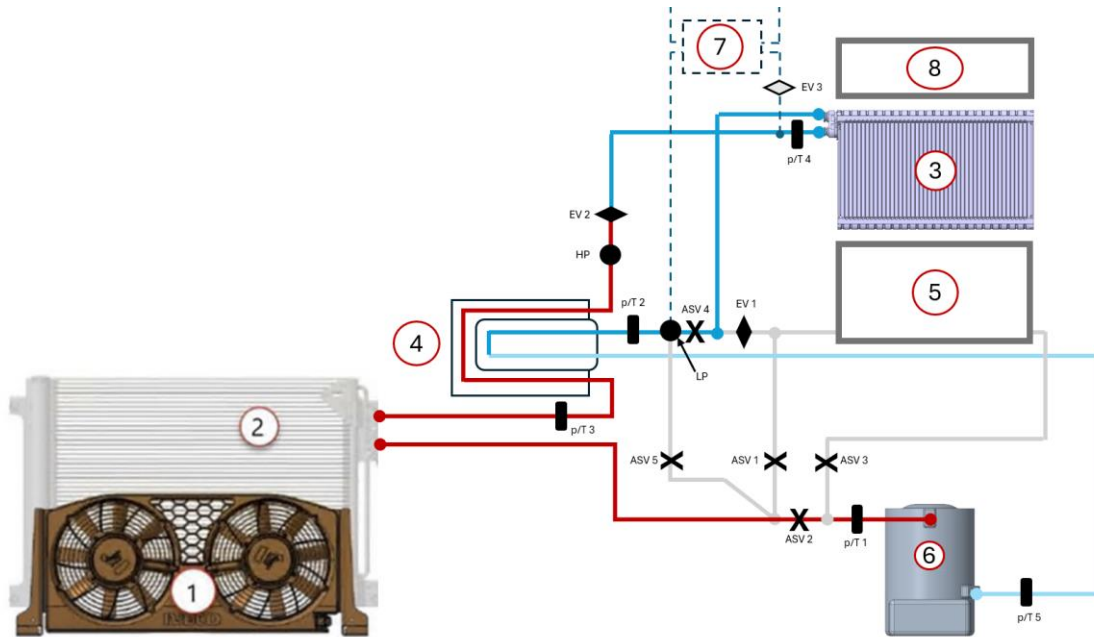 7
8
EV 3
p/T 4
3
EV 2
HP
p/T 2
ASV 4
EV 1
5
4
LP
2
p/T 3
ASV 5
ASV 1
ASV 3
ASV 2
p/T 1
6
1
p/T 5